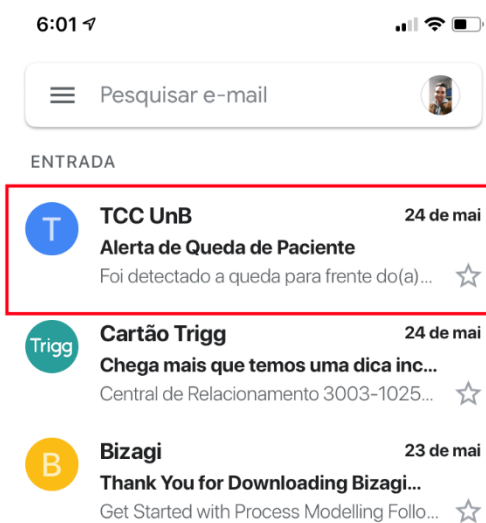 6:01
Pesquisar e-mail
ENTRADA
T
TCC UnB 24 de mai
Alerta de Queda de Paciente
Foi detectado a queda para frente do(a)...
Trigg
Cartão Trigg 24 de mai
Chega mais que temos uma dica inc...
Central de Relacionamento 3003-1025...
B
Bizagi 23 de mai
Thank You for Downloading Bizagi...
Get Started with Process Modelling Follo...